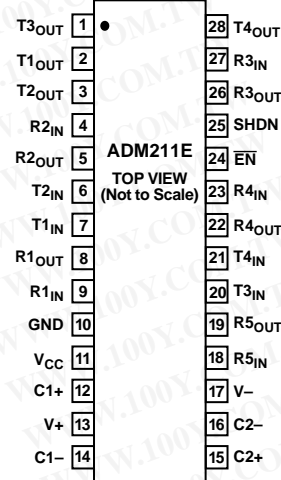 T3OUT 1 28 T4OUT
T1OUT 2 27 R3IN
T2OUT 3 26 R3OUT
R2IN 4 25 SHDN
R2OUT 5 ADM211E 24 EN
T2IN 6 TOP VIEW 23 R4IN
T1IN 7 (Not to Scale) 22 R4OUT
R1OUT 8 21 T4IN
R1IN 9 20 T3IN
GND 10 19 R5OUT
VCC 11 18 R5IN
C1+ 12 17 V–
V+ 13 16 C2–
C1– 14 15 C2+